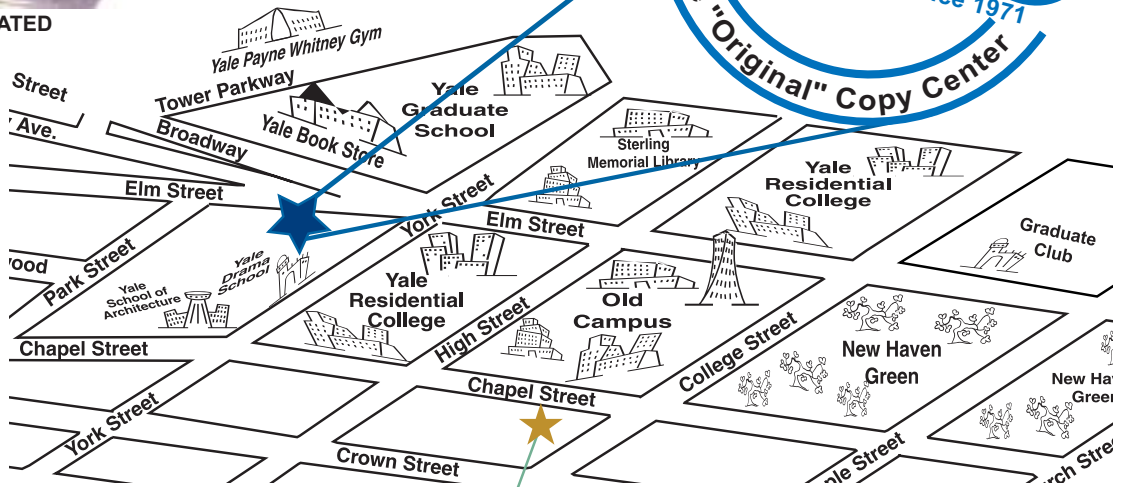 ATED
ce 1971
"Original" Copy Center
Yale Payne Whitney Gym
Street
Tower Parkway
Yale
Graduate
School
Ave.
Broadway
Yale Book Store
Sterling
Memorial Library
Yale
Residential
College
Elm Street
York Street
Elm Street
Graduate
Club
Park Street
Yale
Drama
School
Yale
School of
Architecture
Yale
Residential
College
Old
Campus
High Street
College Street
New Haven
Green
Chapel Street
Chapel Street
New Ha
Green
York Street
Crown Street
ple Street
rch Stre